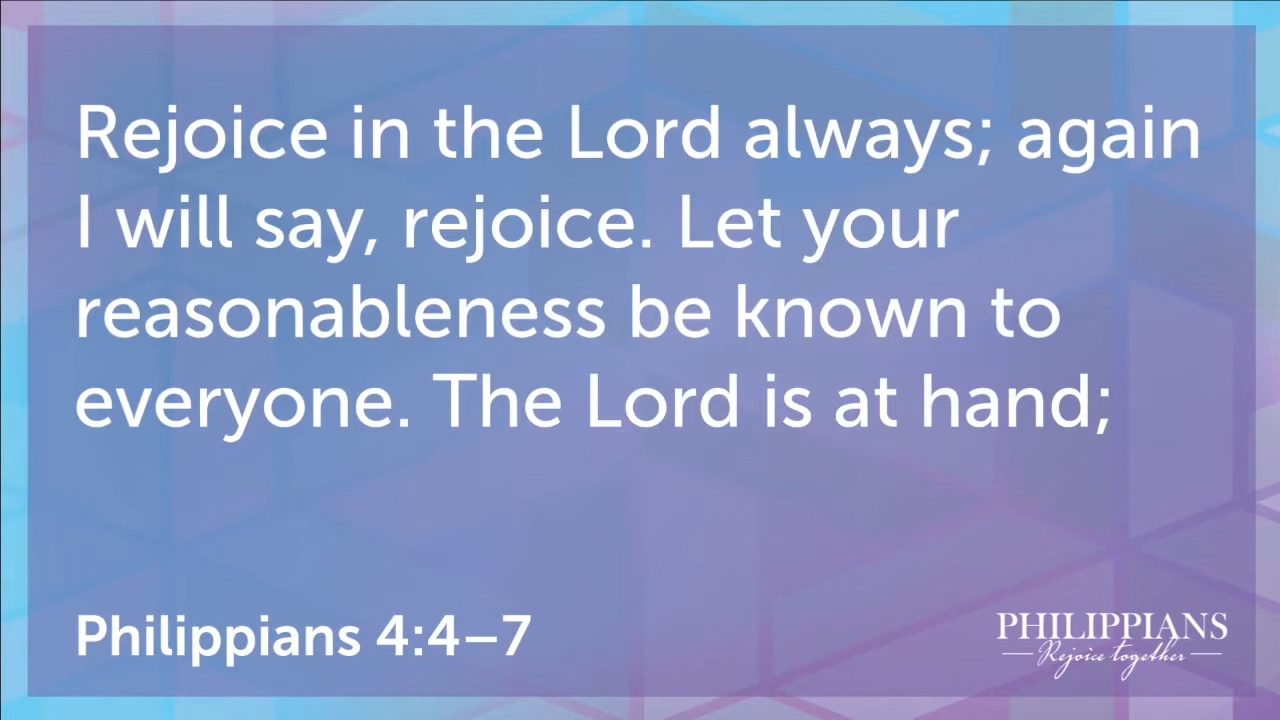 Rejoice in the Lord always; again
I will say, rejoice. Let your
reasonableness be known to
everyone. The Lord is at hand;
Philippians 4:4–7
PHILIPPIANS
Rejoice together